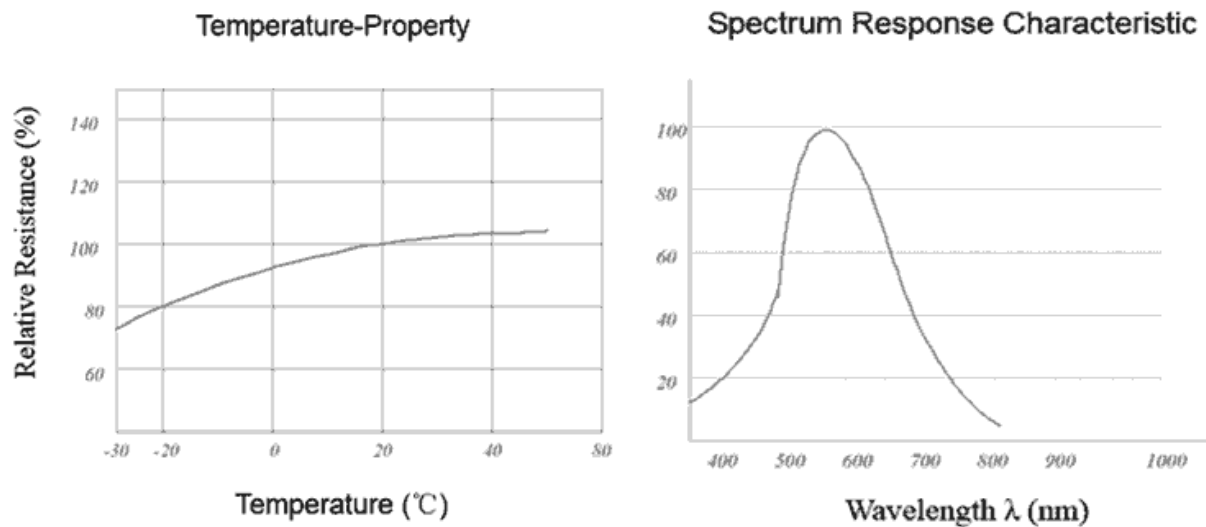 Temperature-Property
Relative Resistance (%)
140
120
100
80
60
-30 -20 0 20 40 80
Temperature (℃)
Spectrum Response Characteristic
100
80
60
40
20
400 500 600 700 800 900 1000
Wavelength λ (nm)